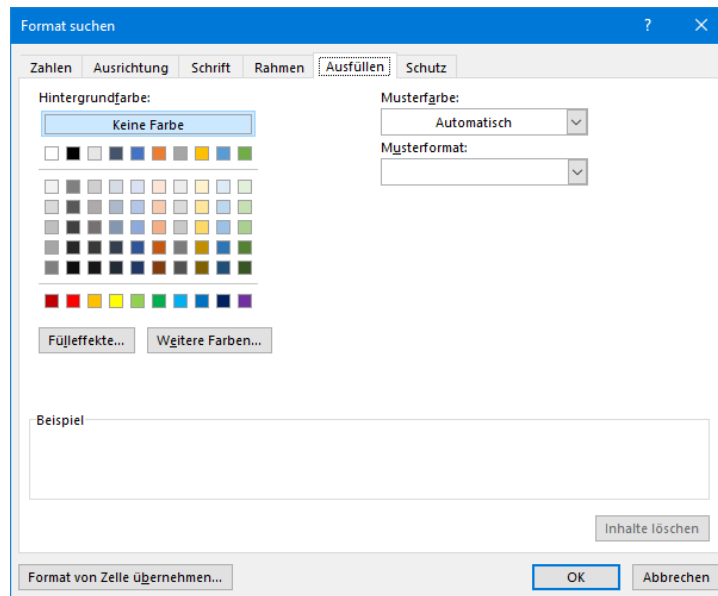 Format suchen
?
Zahlen Ausrichtung Schrift Rahmen Ausfüllen Schutz
Hintergrundfarbe:
Keine Farbe
Musterfarbe:
Automatisch
Musterformat:
Fülleffekte... Weitere Farben...
Beispiel
Inhalte löschen
Format von Zelle übernehmen... OK Abbrechen